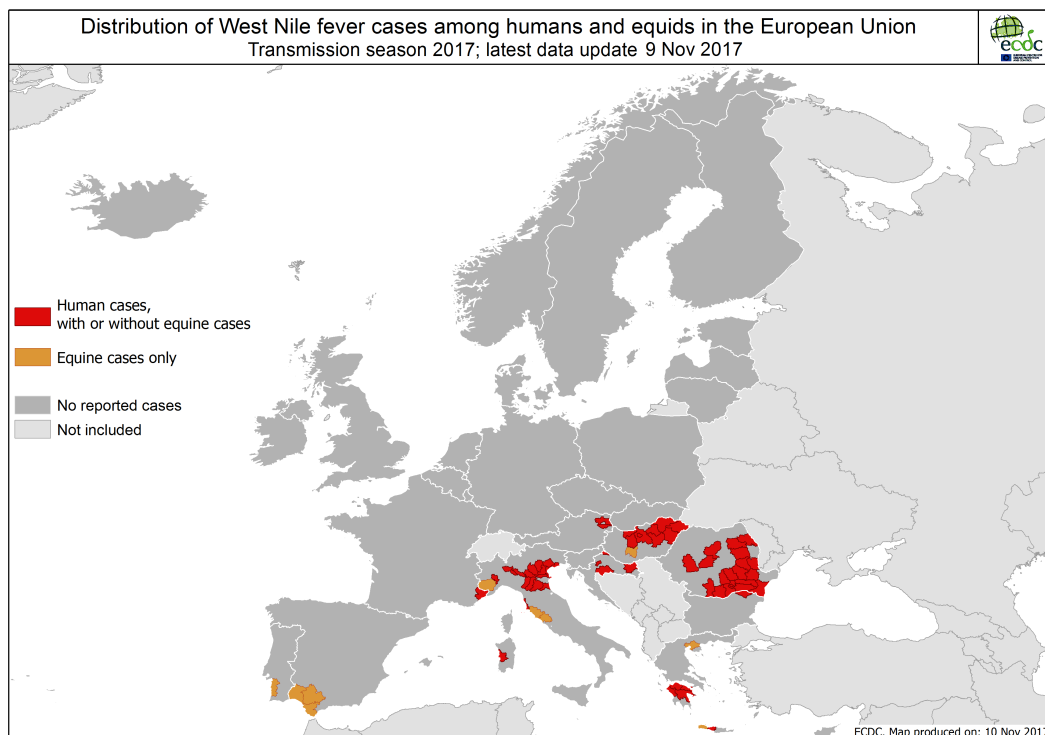 Distribution of West Nile fever cases among humans and equids in the European Union
Transmission season 2017; latest data update 9 Nov 2017
ecdc
Human cases,
with or without equine cases
Equine cases only
No reported cases
Not included
ECDC. Map produced on: 10 Nov 2017